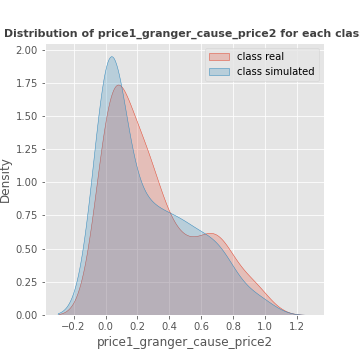 Distribution of price1_granger_cause_price2 for each clas
class real
class simulated
2.00
1.75
1.50
1.25
1.00
0.75
0.50
0.25
0.00
Density
−0.2 0.0 0.2 0.4 0.6 0.8 1.0 1.2
price1_granger_cause_price2